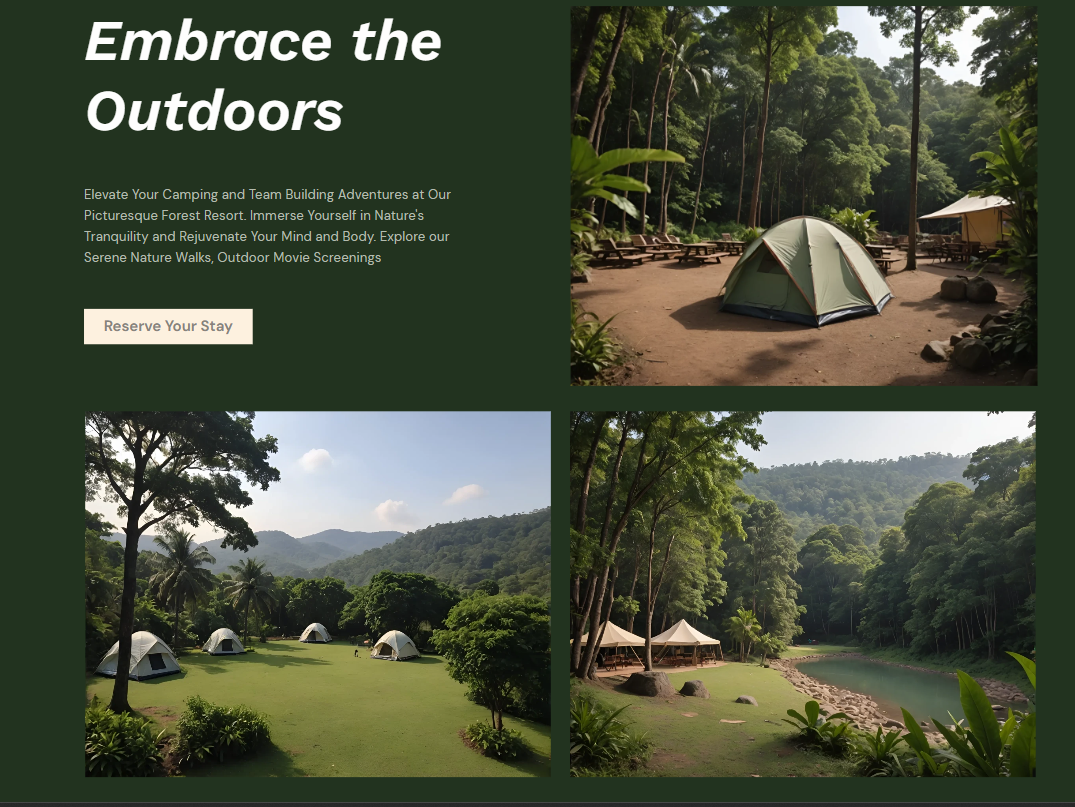 Embrace the
Outdoors
Elevate Your Camping and Team Building Adventures at Our
Picturesque Forest Resort. Immerse Yourself in Nature's
Tranquility and Rejuvenate Your Mind and Body. Explore our
Serene Nature Walks, Outdoor Movie Screenings
Reserve Your Stay